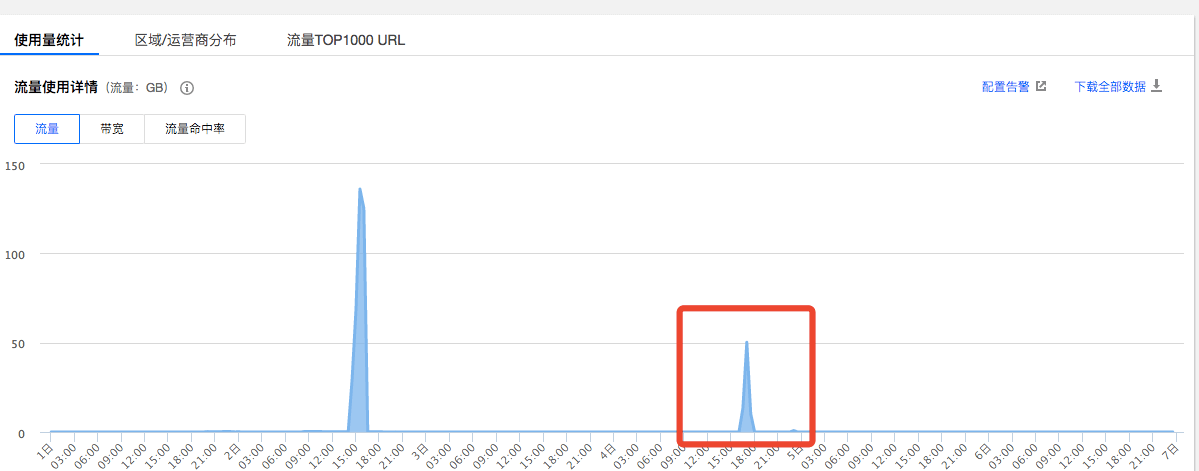 使用量统计 区域/运营商分布 流量TOP1000 URL
流量使用详情 (流量: GB) 配置告警 下载全部数据
流量 带宽 流量命中率
150
100
50
0
1日 03:00 06:00 09:00 12:00 15:00 18:00 21:00 2日 03:00 06:00 09:00 12:00 15:00 18:00 21:00 3日 03:00 06:00 09:00 12:00 15:00 18:00 21:00 4日 03:00 06:00 09:00 12:00 15:00 18:00 21:00 5日 03:00 06:00 09:00 12:00 15:00 18:00 21:00 6日 03:00 06:00 09:00 12:00 15:00 18:00 21:00 7日